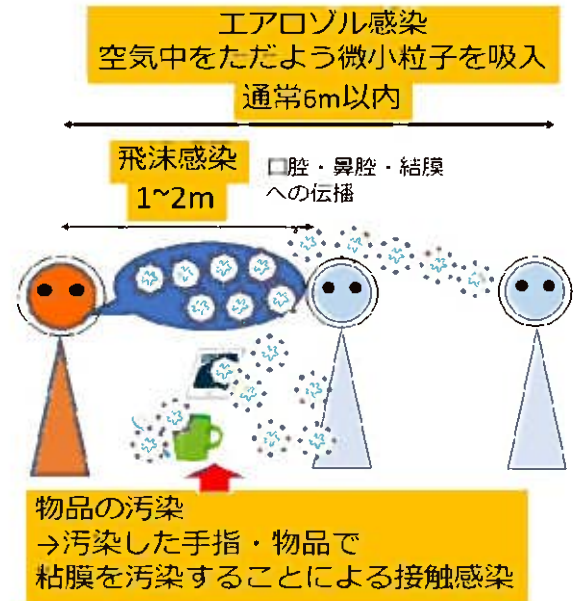 エアロゾル感染
空気中をただよう微小粒子を吸入
通常6m以内
飛沫感染
1~2m
口腔・鼻腔・結膜
への伝播
物品の汚染
→汚染した手指・物品で
粘膜を汚染することによる接触感染